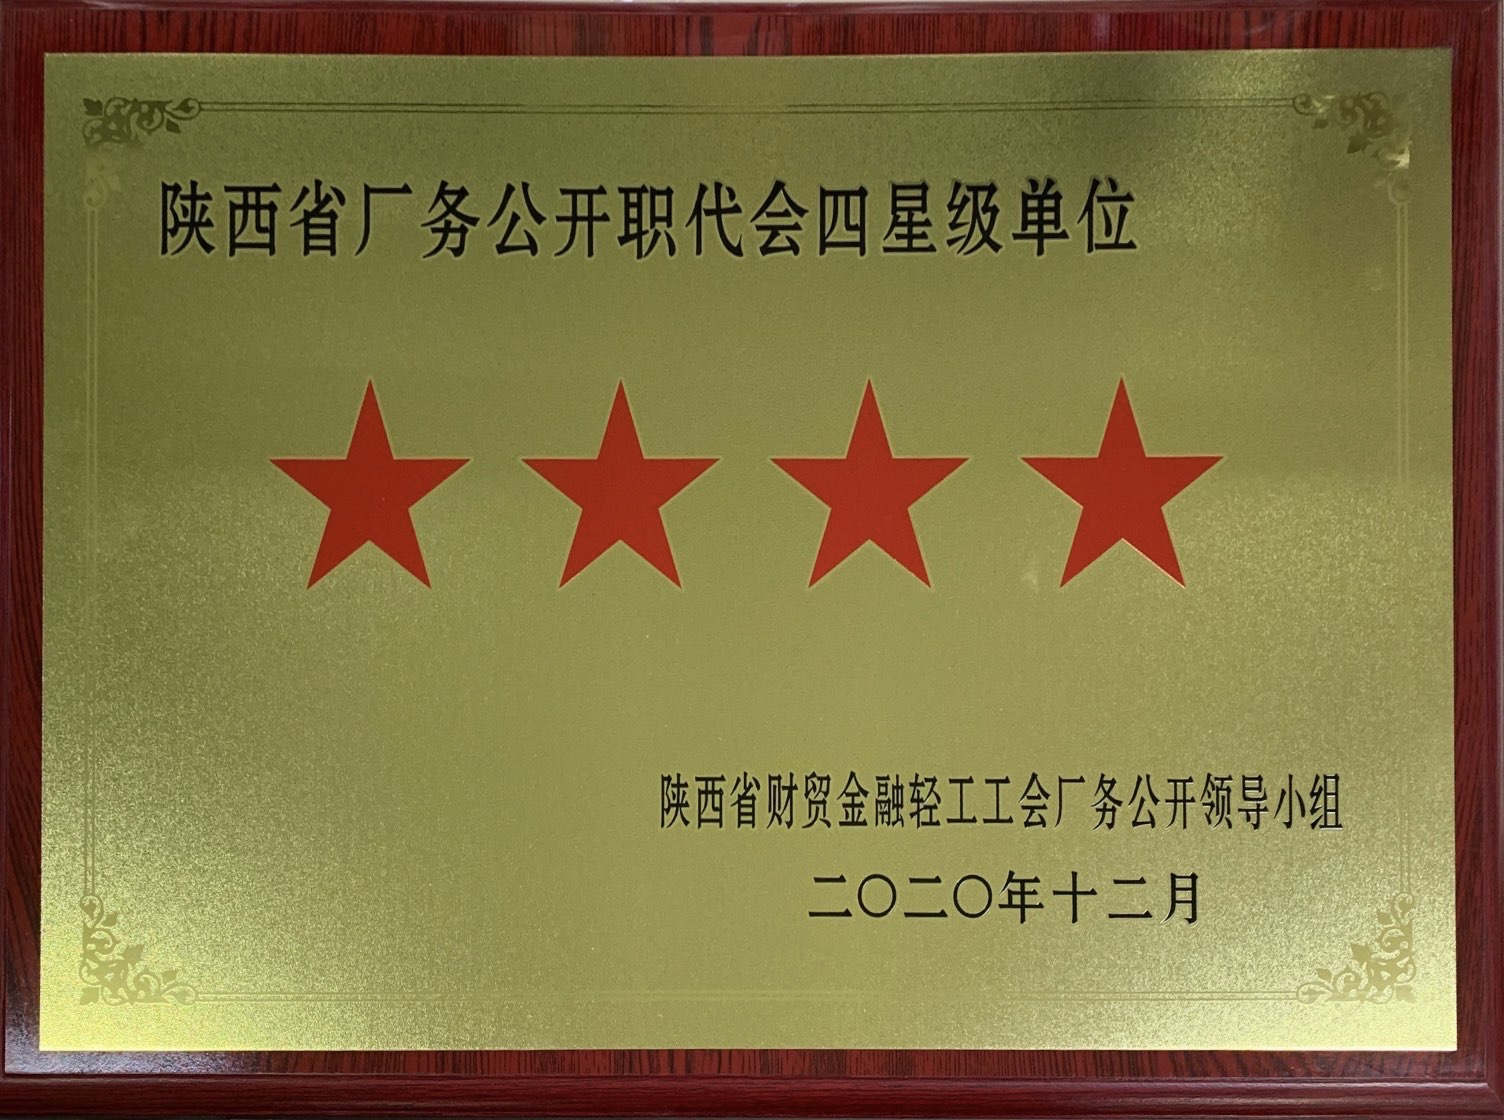 陕西省厂务公开职代会四星级单位
陕西省财贸金融轻工工会厂务公开领导小组
二〇二〇年十二月